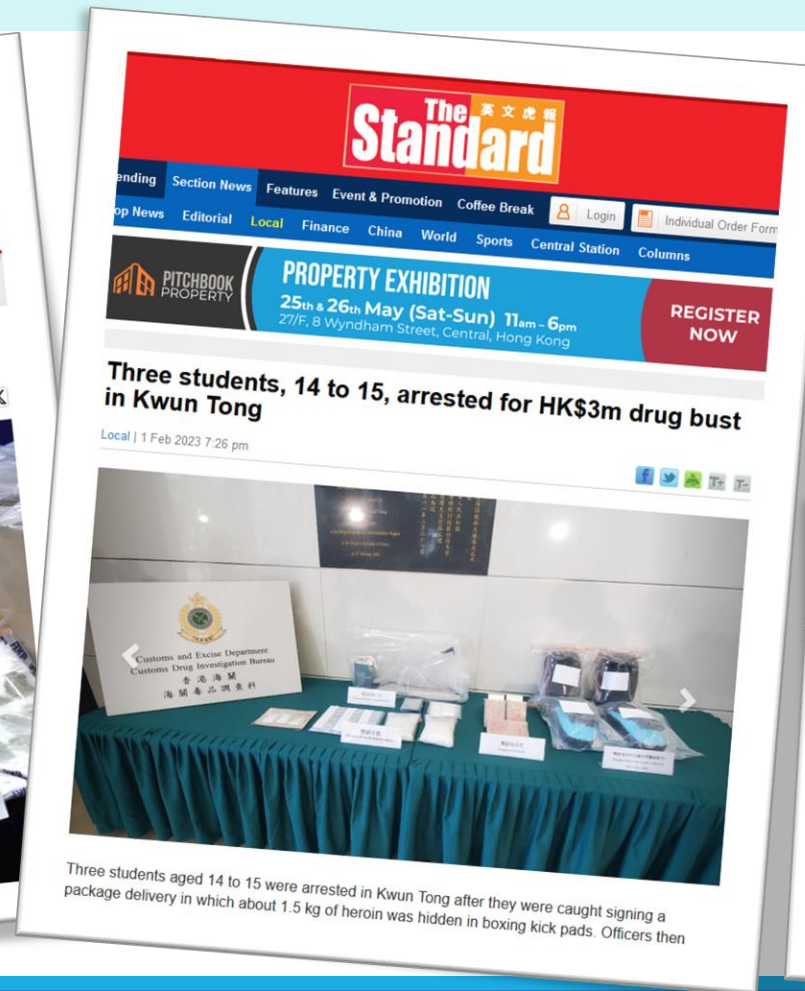 The
Standard
英文虎報
ending Section News Features Event & Promotion Coffee Break Login Individual Order Form
op News Editorial Local Finance China World Sports Central Station Columns
PITCHBOOK
PROPERTY
PROPERTY EXHIBITION
25th & 26th May (Sat-Sun) 11am - 6pm
27/F, 8 Wyndham Street, Central, Hong Kong
REGISTER
NOW
Three students, 14 to 15, arrested for HK$3m drug bust
in Kwun Tong
Local | 1 Feb 2023 7:26 pm
T+ T-
Customs and Excise Department
Customs Drug Investigation Bureau
香港海關
海關毒品調查科
Three students aged 14 to 15 were arrested in Kwun Tong after they were caught signing a
package delivery in which about 1.5 kg of heroin was hidden in boxing kick pads. Officers then